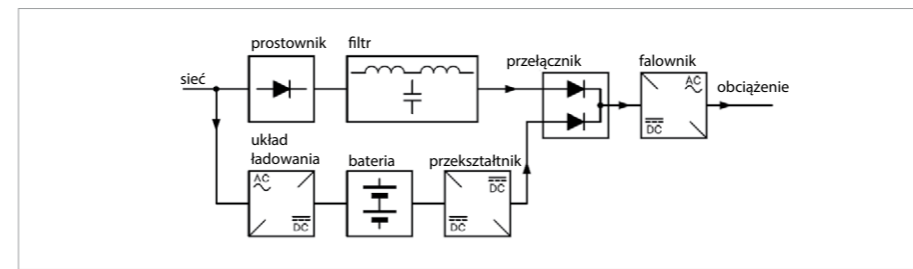 prostownik
filtr
przełącznik
falownik
sieć
AC
DC
obciążenie
układ
ładowania
bateria
przekształtnik
AC
DC
DC
DC